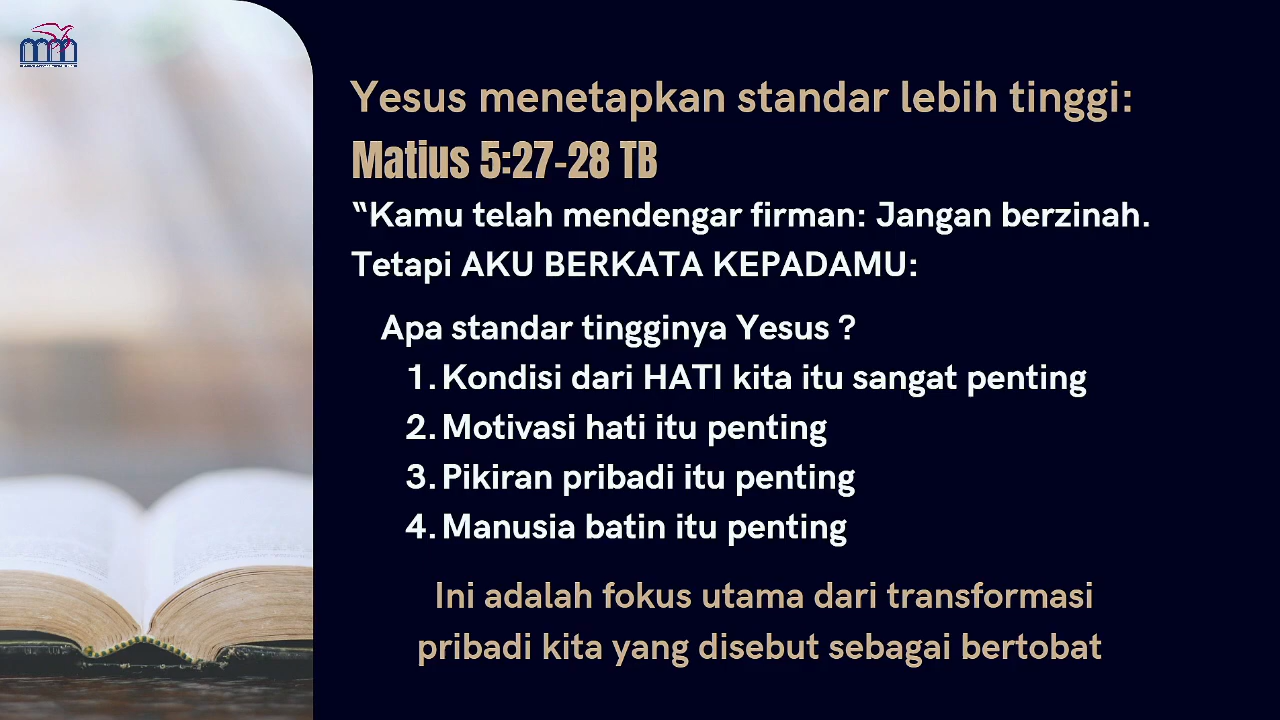 Yesus menetapkan standar lebih tinggi:
Matius 5:27-28 TB
“Kamu telah mendengar firman: Jangan berzinah.
Tetapi AKU BERKATA KEPADAMU:
Apa standar tingginya Yesus ?
1. Kondisi dari HATI kita itu sangat penting
2. Motivasi hati itu penting
3. Pikiran pribadi itu penting
4. Manusia batin itu penting
Ini adalah fokus utama dari transformasi
pribadi kita yang disebut sebagai bertobat